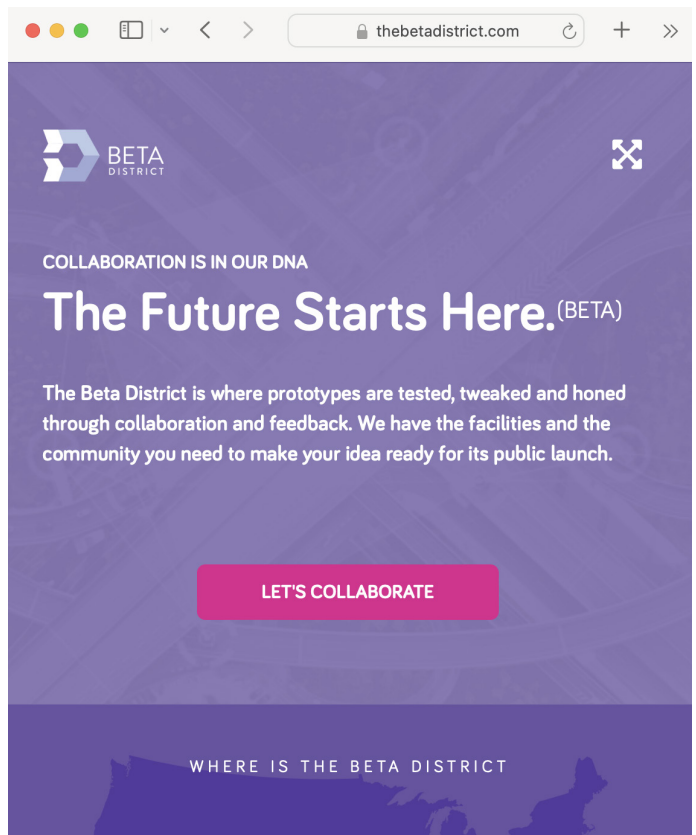 thebetadistrict.com
BETA
DISTRICT
COLLABORATION IS IN OUR DNA
The Future Starts Here.(BETA)
The Beta District is where prototypes are tested, tweaked and honed
through collaboration and feedback. We have the facilities and the
community you need to make your idea ready for its public launch.
LET'S COLLABORATE
WHERE IS THE BETA DISTRICT